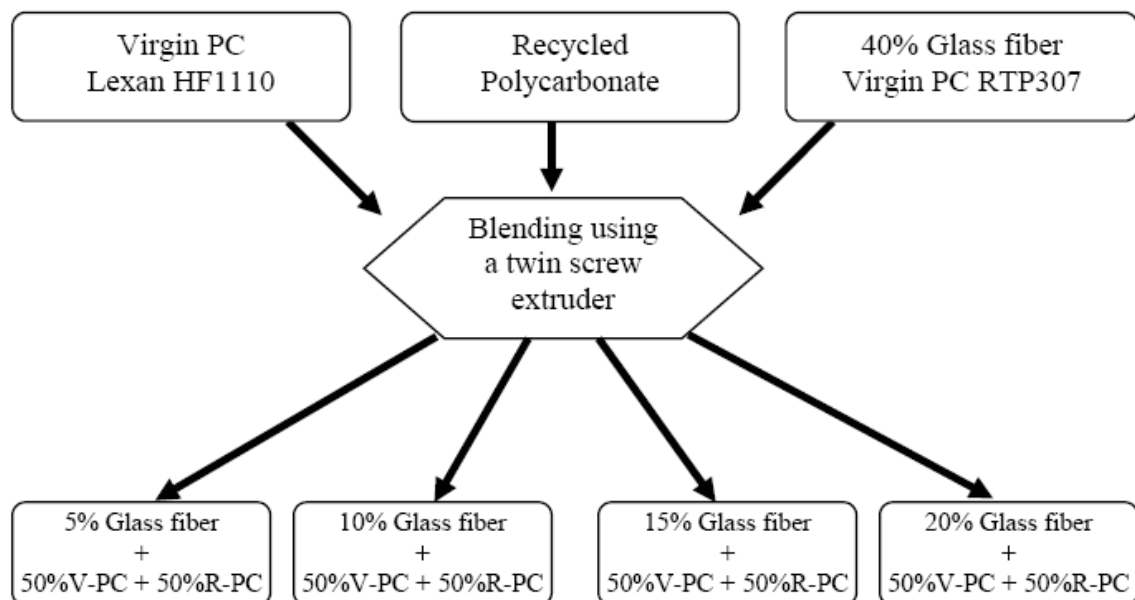 Virgin PC
Lexan HF1110
Recycled
Polycarbonate
40% Glass fiber
Virgin PC RTP307
Blending using
a twin screw
extruder
5% Glass fiber
+
50%V-PC + 50%R-PC
10% Glass fiber
+
50%V-PC + 50%R-PC
15% Glass fiber
+
50%V-PC + 50%R-PC
20% Glass fiber
+
50%V-PC + 50%R-PC